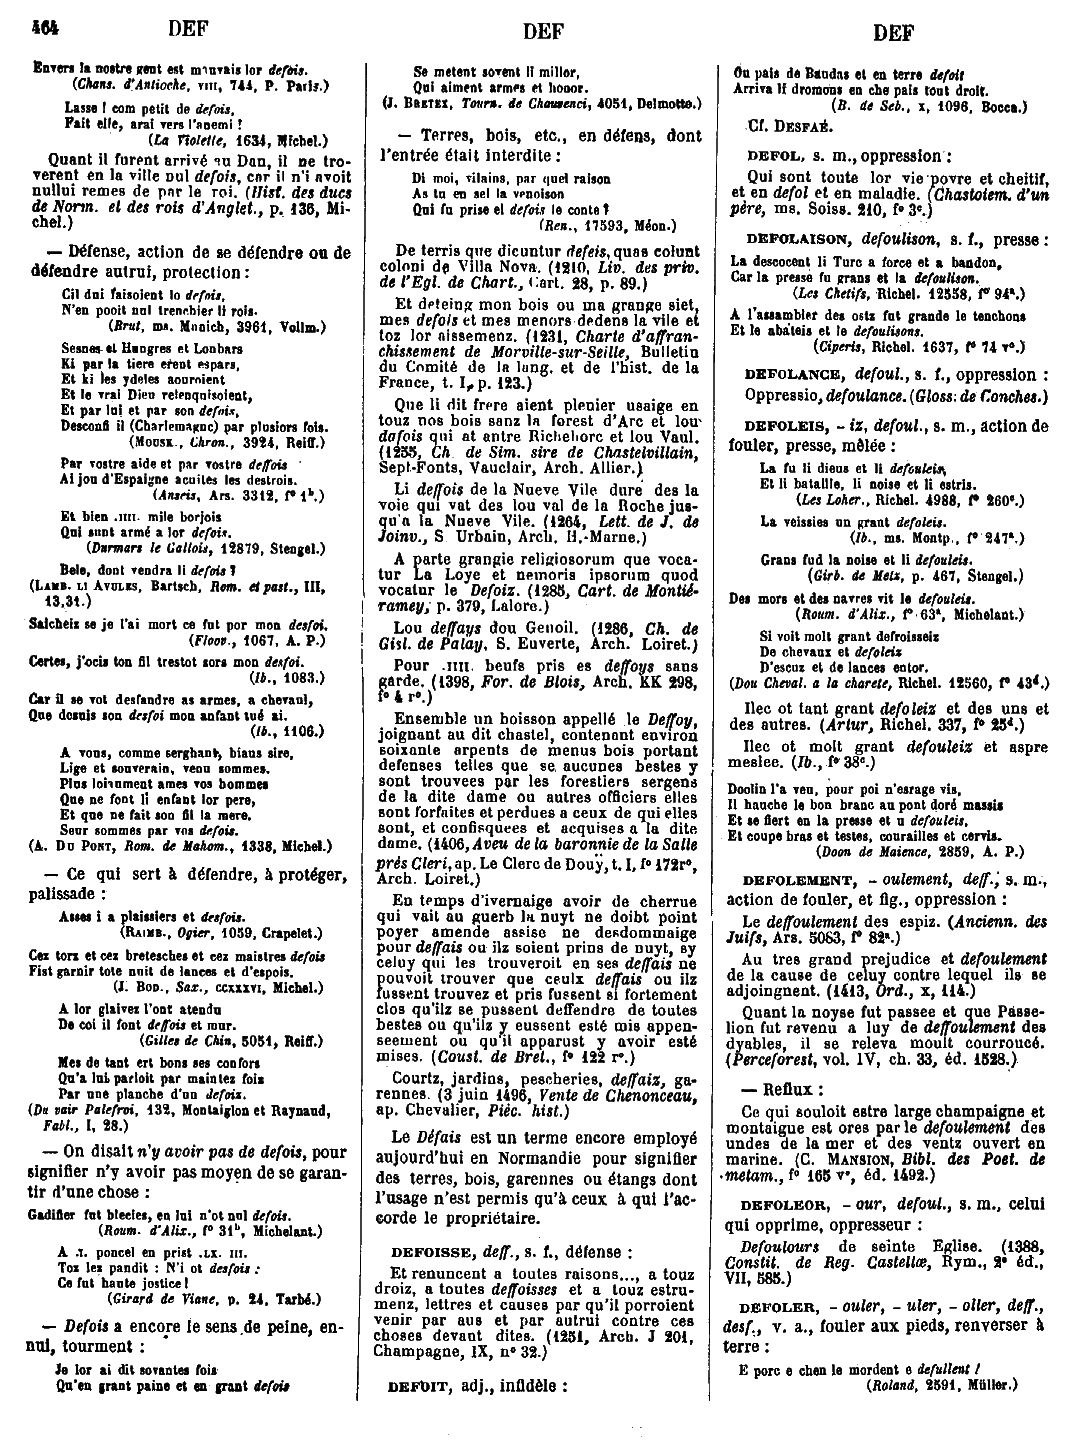 464
DEF
DEF
DEF
Envers la nostre gent est mauvais lor defois.
(Chans. d'Antioche, VIII, 744, P. Paris.)
Lasse ! com petit de defois,
Fait elle, arai vers l'anemi !
(La Violette, 1634, Michel.)
Quant il furent arrivé au Dan, il ne tro-
verent en la ville nul defois, car il n'i avoit
nullui remes de par le roi. (Hist. des ducs
de Norm. et des rois d'Anglet., p. 136, Mi-
chel.)
— Défense, action de se défendre ou de
défendre autrui, protection :
Cil qui faisoient lo defois,
N'en pooit nul trenchier li rois.
(Brut, ms. Munich, 3961, Vollm.)
Sesnes et Hungres et Lonbars
Ki par la tiere erent espars,
Et ki les ydeles aournient
Et le vrai Dieu relenquisoient,
Et par lui et par son defois,
Desconfi il (Charlemagne) par plusiors fois.
(MOUSK., Chron., 3924, Reiff.)
Par vostre aide et par vostre deffois
Ai jou d'Espaigne acuités les destrois.
(Anseis, Ars. 3312, f° 1b.)
Et bien .IIII. mile borjois
Qui sunt armé a lor defois.
(Durmars le Gallois, 12879, Stengel.)
Bele, dont vendra li defois ?
(LAMB. LI AVULES, Bartsch, Rom. et past., III,
13,31.)
Salcheiz se je l'ai mort ce fut por mon desfoi.
(Floov., 1067, A. P.)
Certes, j'ocis ton fil trestot sors mon desfoi.
(Ib., 1083.)
Car il se vot desfandre as armes, a chevaul,
Que desuis son desfoi mon anfant tué ai.
(Ib., 1106.)
A vous, comme serghant, biaus sire,
Lige et souverain, venu sommes.
Plus loiaument ames vos hommes
Que ne font li enfant lor pere,
Et que ne fait son fil la mere.
Seur sommes par vos defois.
(A. DU PONT, Rom. de Mahom., 1338, Michel.)
— Ce qui sert à défendre, à protéger,
palissade :
Asses i a plaissiers et desfois.
(RAIMB., Ogier, 1059, Crapelet.)
Cez torz et cez bretesches et cez maistres defois
Fist garnir tote nuit de lances et d'espois.
(J. BOD., Sax., CCXXXVI, Michel.)
A lor glaivez l'ont atendu
De coi il font deffois et mur.
(Gilles de Chin, 5051, Reiff.)
Mes de tant ert bons ses confors
Qu'a lui parloit par maintez fois
Par une planche d'un defois.
(Du vair Palefroi, 132, Montaiglon et Raynaud,
Fabl., I, 28.)
— On disait n'y avoir pas de defois, pour
signifier n'y avoir pas moyen de se garan-
tir d'une chose :
Gadifier fut blecies, en lui n'ot nul defois.
(Roum. d'Alix., f° 31b, Michelant.)
A .I. poncel en prist .LX. III.
Toz les pandit : N'i ot desfois :
Ce fut haute jostice !
(Girard de Viane, p. 24, Tarbé.)
— Defois a encore le sens de peine, en-
nui, tourment :
Je lor ai dit sovantes fois
Qu'en grant paine et en grant defois
Se metent sovent li millor,
Qui aiment armes et honor.
(J. BRETEX, Tourn. de Chauvenci, 4051, Delmotte.)
— Terres, bois, etc., en défens, dont
l'entrée était interdite :
Di moi, vilains, par quel raison
As tu en sel la venoison
Qui fu prise el defois le conte ?
(Ren., 17593, Méon.)
De terris que dicuntur defeis, quas colunt
coloni de Villa Nova. (1210, Liv. des priv.
de l'Egl. de Chart., Cart. 28, p. 89.)
Et deteing mon bois ou ma grange siet,
mes defois et mes menors dedens la vile et
toz lor aissemenz. (1231, Charte d'affran-
chissement de Morville-sur-Seille, Bulletin
du Comité de la lang. et de l'hist. de la
France, t. I, p. 123.)
Que li dit frere aient plenier usaige en
touz nos bois sanz la forest d'Arc et lou
dafois qui at antre Richehorc et lou Vaul.
(1255, Ch. de Sim. sire de Chastelvillain,
Sept-Fonts, Vauclair, Arch. Allier.)
Li deffois de la Nueve Vile dure des la
voie qui vat des lou val de la Roche jus-
qu'a la Nueve Vile. (1264, Lett. de J. de
Joinv., S. Urbain, Arch. H.-Marne.)
A parte grangie religiosorum que voca-
tur La Loye et nemoris ipsorum quod
vocatur le Defoiz. (1285, Cart. de Montié-
ramey, p. 379, Lalore.)
Lou deffays dou Genoil. (1286, Ch. de
Gisl. de Palay, S. Euverte, Arch. Loiret.)
Pour .IIII. beufs pris es deffoys sans
garde. (1398, For. de Blois, Arch. KK 298,
f° 4 r°.)
Ensemble un boisson appellé le Deffoy,
joignant au dit chastel, contenant environ
soixante arpents de menus bois portant
defenses telles que se aucunes bestes y
sont trouvees par les forestiers sergens
de la dite dame ou autres officiers elles
sont forfaites et perdues a ceux de qui elles
sont, et confisquees et acquises a la dite
dame. (1406, Aveu de la baronnie de la Salle
prés Cleri, ap. Le Clerc de Douÿ, t. I, f° 172r°,
Arch. Loiret.)
En temps d'ivernaige avoir de cherrue
qui vait au guerb la nuyt ne doibt point
poyer amende assise ne desdommaige
pour deffais ou ilz soient prins de nuyt, sy
celuy qui les trouveroit en ses deffais ne
pouvoit trouver que ceulx deffais ou ilz
fussent trouvez et pris fussent si fortement
clos qu'ilz se pussent deffendre de toutes
bestes ou qu'ilz y eussent esté mis appen-
seement ou qu'il apparust y avoir esté
mises. (Coust. de Bret., f° 122 r°.)
Courtz, jardins, pescheries, deffaiz, ga-
rennes. (3 juin 1496, Vente de Chenonceau,
ap. Chevalier, Pièc. hist.)
Le Défais est un terme encore employé
aujourd'hui en Normandie pour signifier
des terres, bois, garennes ou étangs dont
l'usage n'est permis qu'à ceux à qui l'ac-
corde le propriétaire.
DEFOISSE, deff., s. f., défense :
Et renuncent a toutes raisons..., a touz
droiz, a toutes deffoisses et a touz estru-
menz, lettres et causes par qu'il porroient
venir par aus et par autrui contre ces
choses devant dites. (1251, Arch. J 201,
Champagne, IX, n° 32.)
DEFOIT, adj., infidèle :
Ou pais de Baudas et en terre defoit
Arriva li dromons en che pais tout droit.
(B. de Seb., X, 1096, Bocca.)
Cf. DESFAÉ.
DEFOL, s. m., oppression :
Qui sont toute lor vie povre et cheitif,
et en defol et en maladie. (Chastoiem. d'un
père, ms. Soiss. 210, f° 3c.)
DEFOLAISON, defoulison, s. f., presse :
La descocent li Turc a force et a bandon,
Car la presse fu grans et la defoulison.
(Les Chetifs, Richel. 12558, f° 94a.)
A l'assambler des ostz fut grande le tenchons
Et le abateis et le defoulisons.
(Ciperis, Richel. 1637, f° 74 v°.)
DEFOLANCE, defoul., s. f., oppression :
Oppressio, defoulance. (Gloss. de Conches.)
DEFOLEIS, - iz, defoul., s. m., action de
fouler, presse, mêlée :
La fu li dieus et li defouleis,
Et li bataille, li noise et li estris.
(Les Loher., Richel. 4988, f° 260c.)
La veissies un grant defoleis.
(Ib., ms. Montp., f° 247a.)
Grans fud la noise et li defouleis.
(Girb. de Metz, p. 467, Stengel.)
Des mors et des navres vit le defouleis.
(Roum. d'Alix., f° 63a, Michelant.)
Si voit molt grant defroisseiz
De chevauz et defoleiz
D'escuz et de lances entor.
(Dou Cheval. a la charete, Richel. 12560, f° 43d.)
Ilec ot tant grant defoleiz et des uns et
des autres. (Artur, Richel. 337, f° 25d.)
Ilec ot molt grant defouleiz et aspre
meslee. (Ib., f° 38c.)
Doolin l'a veu, pour poi n'esrage vis,
Il hauche le bon branc au pont doré massis
Et se fiert en la presse et u defouleis,
Et coupe bras et testes, courailles et cervis.
(Doon de Maience, 2859, A. P.)
DEFOLEMENT, - oulement, deff., s. m.,
action de fouler, et fig., oppression :
Le deffoulement des espiz. (Ancienn. des
Juifs, Ars. 5083, f° 82a.)
Au tres grand prejudice et defoulement
de la cause de celuy contre lequel ils se
adjoingnent. (1413, Ord., X, 114.)
Quant la noyse fut passee et que Passe-
lion fut revenu a luy de deffoulement des
dyables, il se releva moult courroucé.
(Perceforest, vol. IV, ch. 33, éd. 1528.)
— Reflux :
Ce qui souloit estre large champaigne et
montaigne est ores par le defoulement des
undes de la mer et des ventz ouvert en
marine. (C. MANSION, Bibl. des Poet. de
metam., f° 165 v°, éd. 1492.)
DEFOLEOR, - our, defoul., s. m., celui
qui opprime, oppresseur :
Defoulours de seinte Eglise. (1388,
Constit. de Reg. Castellæ, Rym., 2e éd.,
VII, 585.)
DEFOLER, - ouler, - uler, - oller, deff.,
desf., v. a., fouler aux pieds, renverser à
terre :
E porc e chen le mordent e defullent !
(Roland, 2591, Müller.)